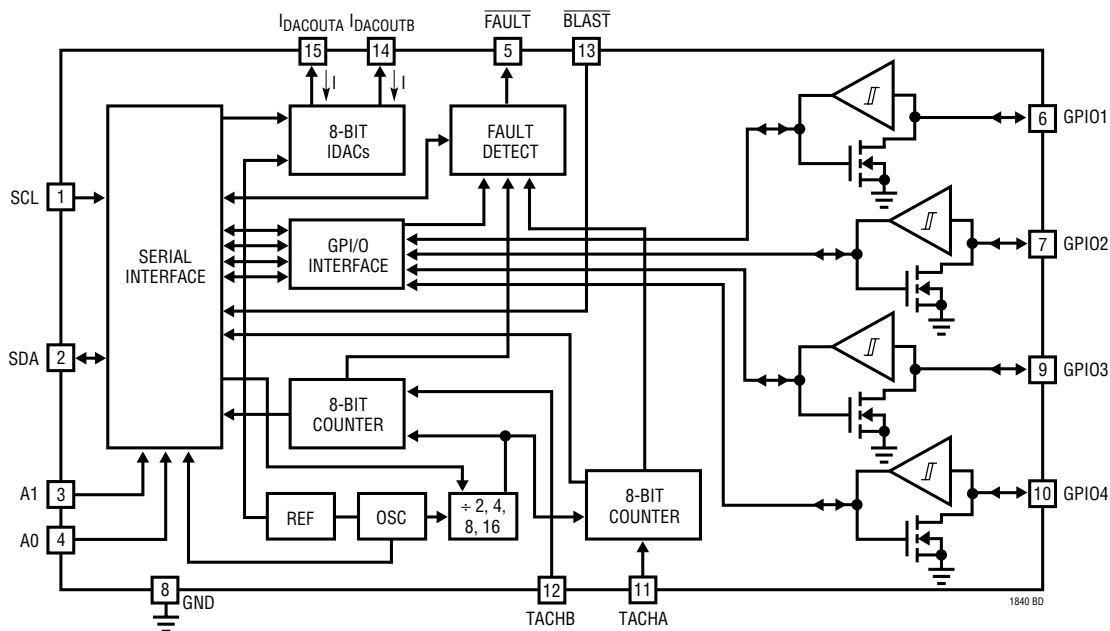 IDACOUTA IDACOUTB FAULT BLAST
15 14 5 13
I I
8-BIT
IDACs
FAULT
DETECT
6 GPIO1
SCL 1
SERIAL
INTERFACE
GPI/O
INTERFACE
7 GPIO2
SDA 2
9 GPIO3
8-BIT
COUNTER
A1 3
A0 4
REF
OSC
÷ 2, 4,
8, 16
8-BIT
COUNTER
10 GPIO4
8 GND
12 11
TACHB TACHA
1840 BD